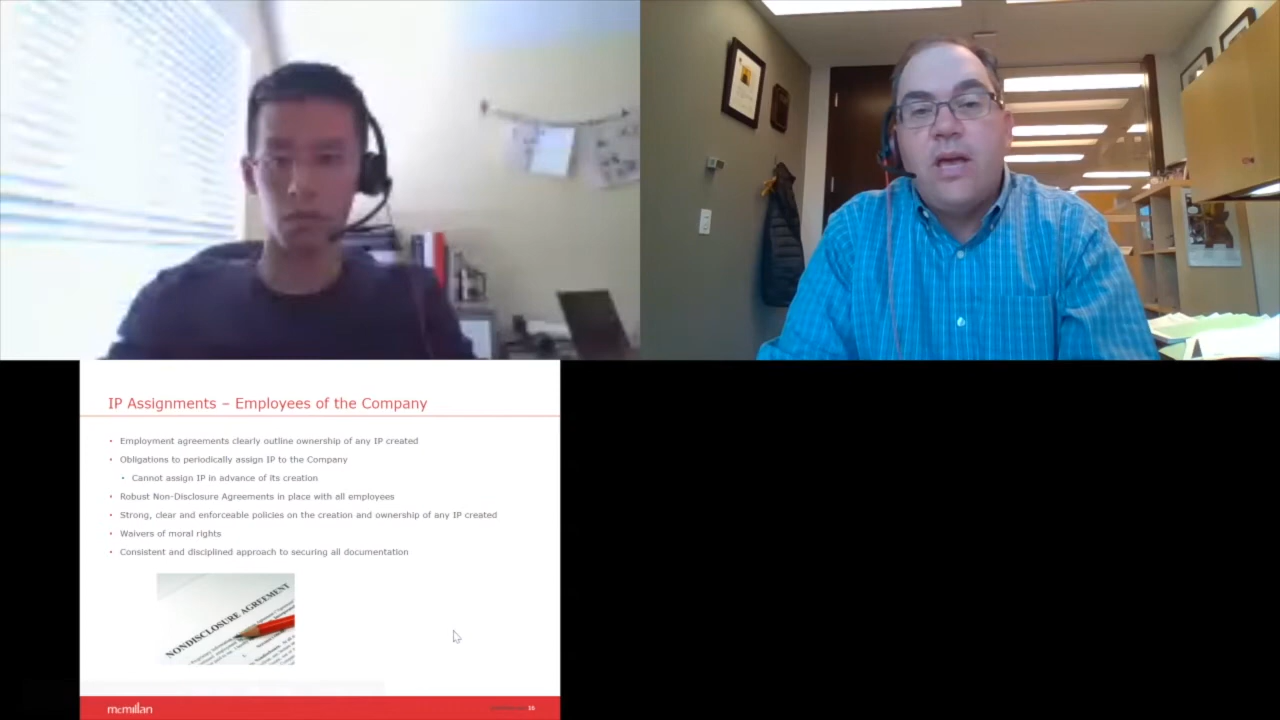 IP Assignments – Employees of the Company
• Employment agreements clearly outline ownership of any IP created
• Obligations to periodically assign IP to the Company
• Cannot assign IP in advance of its creation
• Robust Non-Disclosure Agreements in place with all employees
• Strong, clear and enforceable policies on the creation and ownership of any IP created
• Waivers of moral rights
• Consistent and disciplined approach to securing all documentation
NONDISCLOSURE AGREEMENT
mcmillan